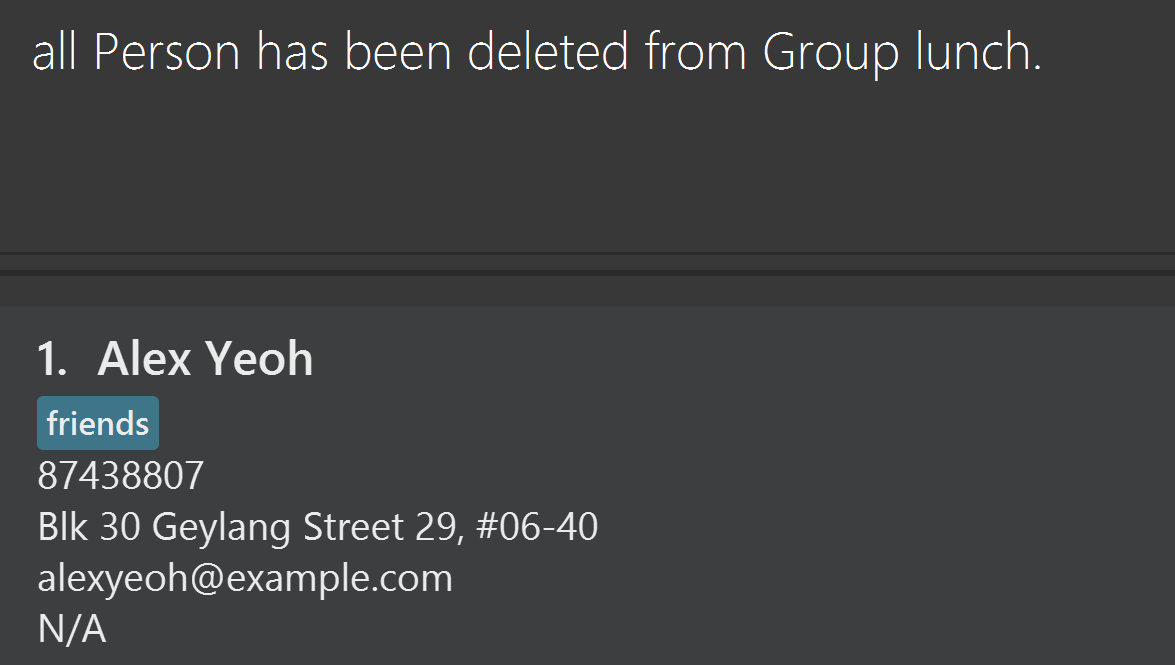 all Person has been deleted from Group lunch.
1. Alex Yeoh
friends
87438807
Blk 30 Geylang Street 29, #06-40
alexyeoh@example.com
N/A